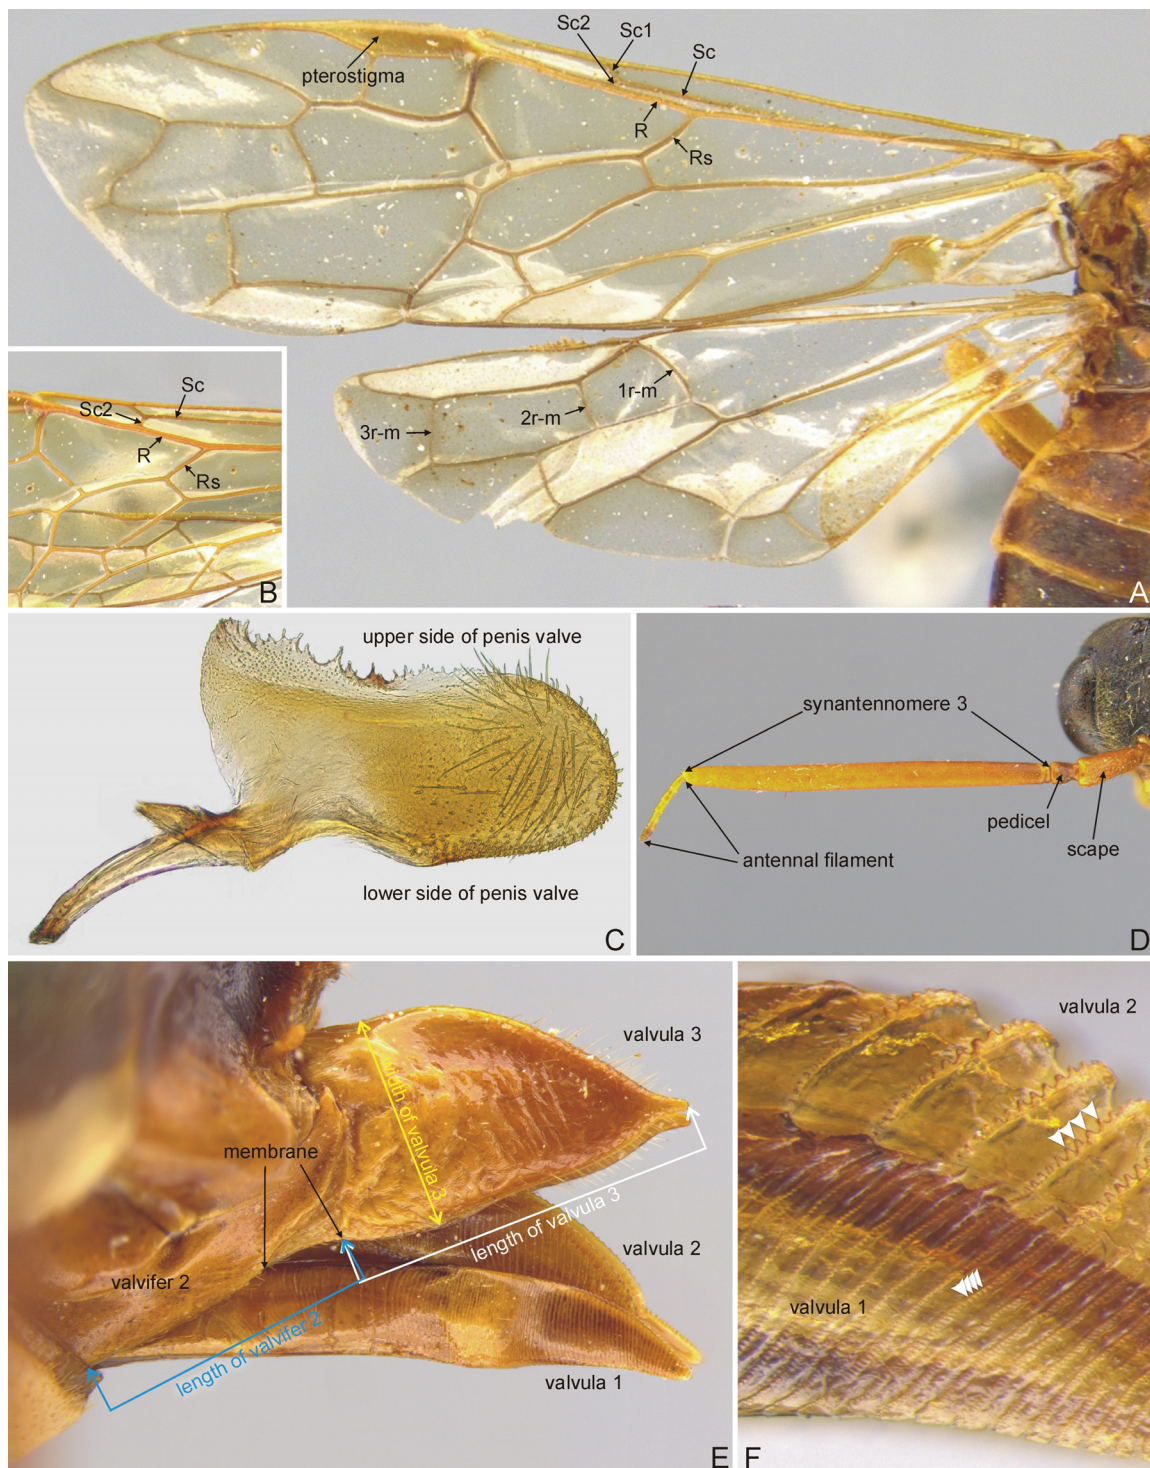 Sc2
Sc1
Sc
pterostigma
R
Rs
1r-m
2r-m
3r-m
A
Sc
Sc2
R
Rs
B
upper side of penis valve
lower side of penis valve
C
synantennomere 3
pedicel
scape
antennal filament
D
valvula 3
width of valvula 3
membrane
length of valvula 3
valvula 2
valvifer 2
length of valvifer 2
valvula 1
E
valvula 2
valvula 1
F